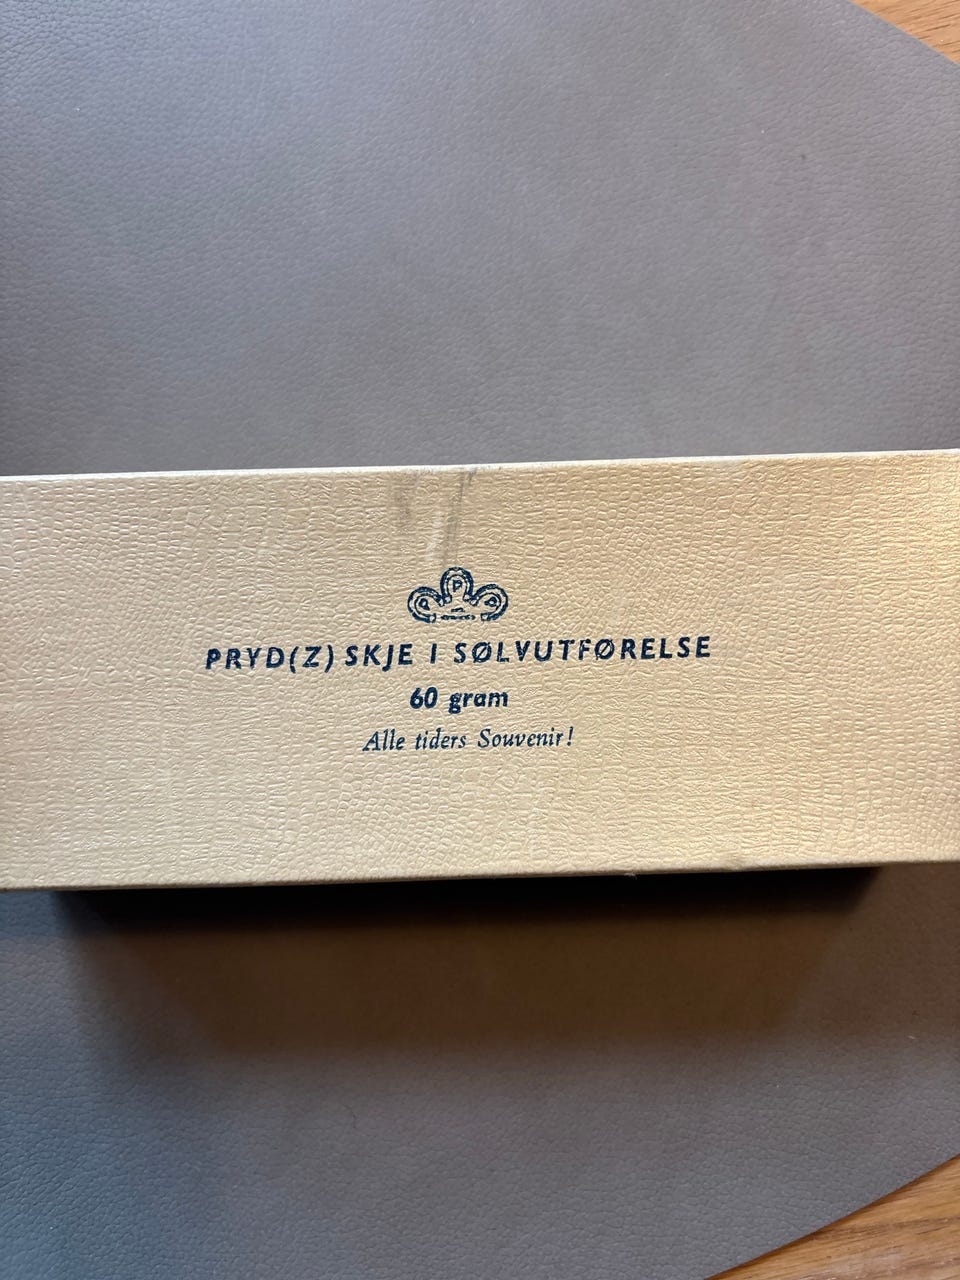 PRYD(Z) SKJE I SØLVUTFØRELSE
60 gram
Alle tiders Souvenir!